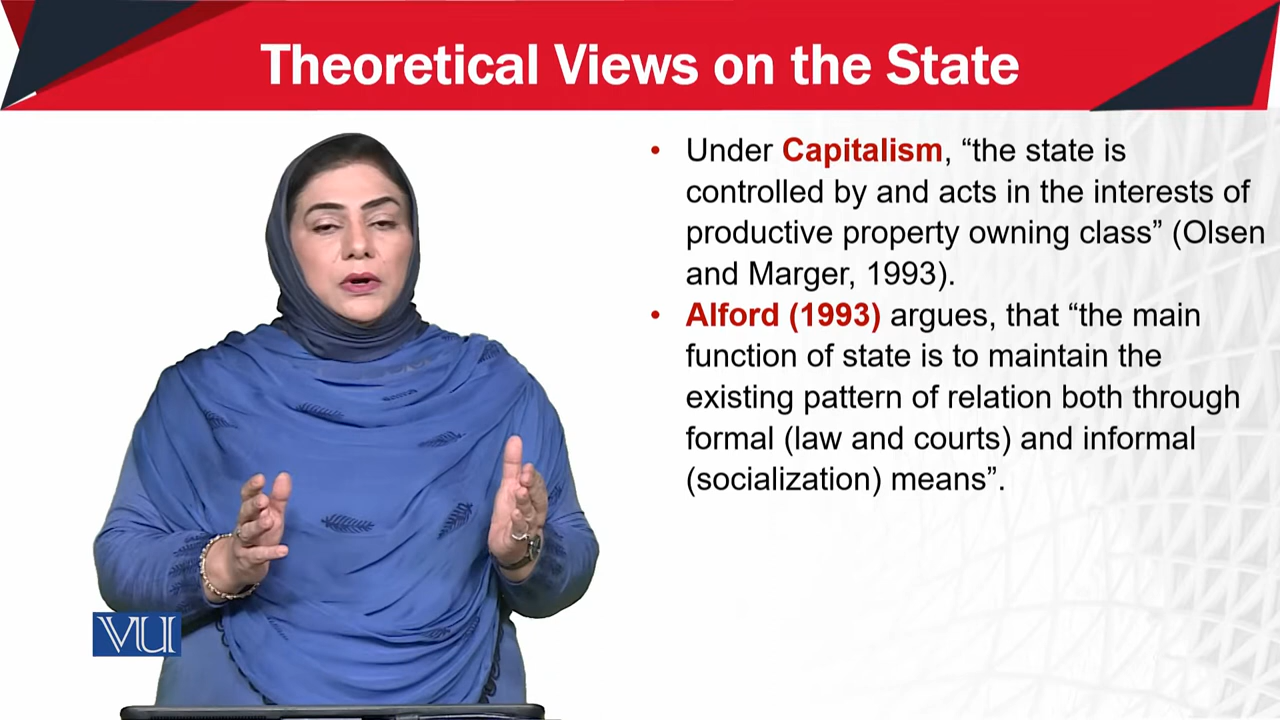 Theoretical Views on the State
• Under Capitalism, “the state is
controlled by and acts in the interests of
productive property owning class” (Olsen
and Marger, 1993).
• Alford (1993) argues, that “the main
function of state is to maintain the
existing pattern of relation both through
formal (law and courts) and informal
(socialization) means”.
VU